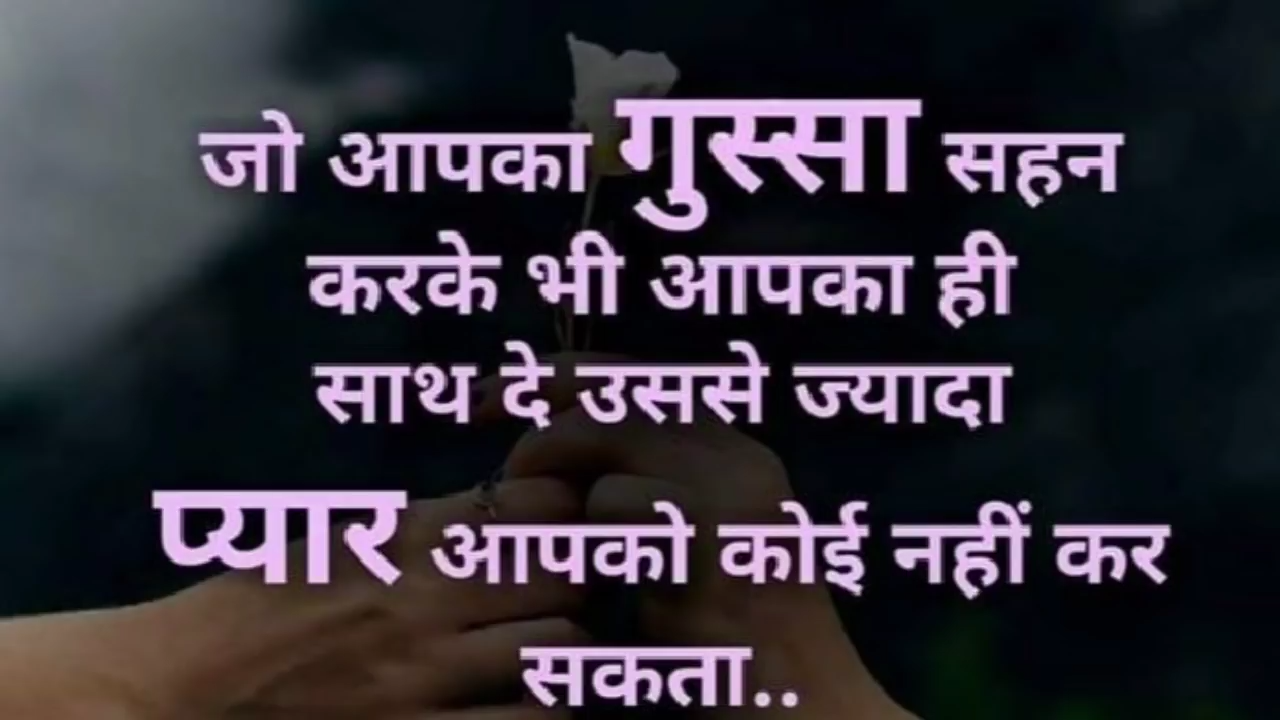 जो आपका गुस्सा सहन
करके भी आपका ही
साथ दे उससे ज्यादा
प्यार आपको कोई नहीं कर
सकता..